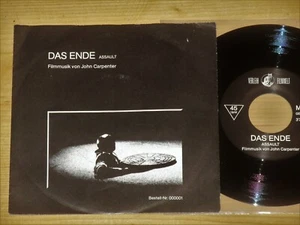 DAS ENDE ASSAULT
Filmmusik von John Carpenter
Bestell-Nr. 000001
45
DAS ENDE
ASSAULT
Filmmusik von John Carpenter